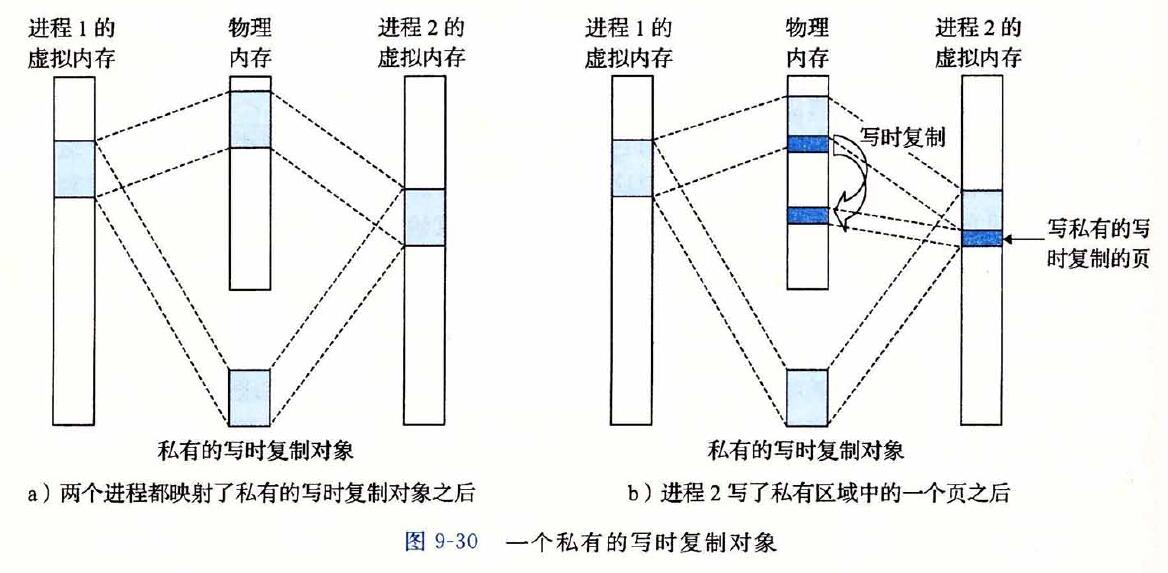 进程 1 的
虚拟内存
物理
内存
进程 2 的
虚拟内存
私有的写时复制对象
a）两个进程都映射了私有的写时复制对象之后
进程 1 的
虚拟内存
物理
内存
进程 2 的
虚拟内存
写时复制
写私有的写
时复制的页
私有的写时复制对象
b）进程 2 写了私有区域中的一个页之后
图 9-30 一个私有的写时复制对象